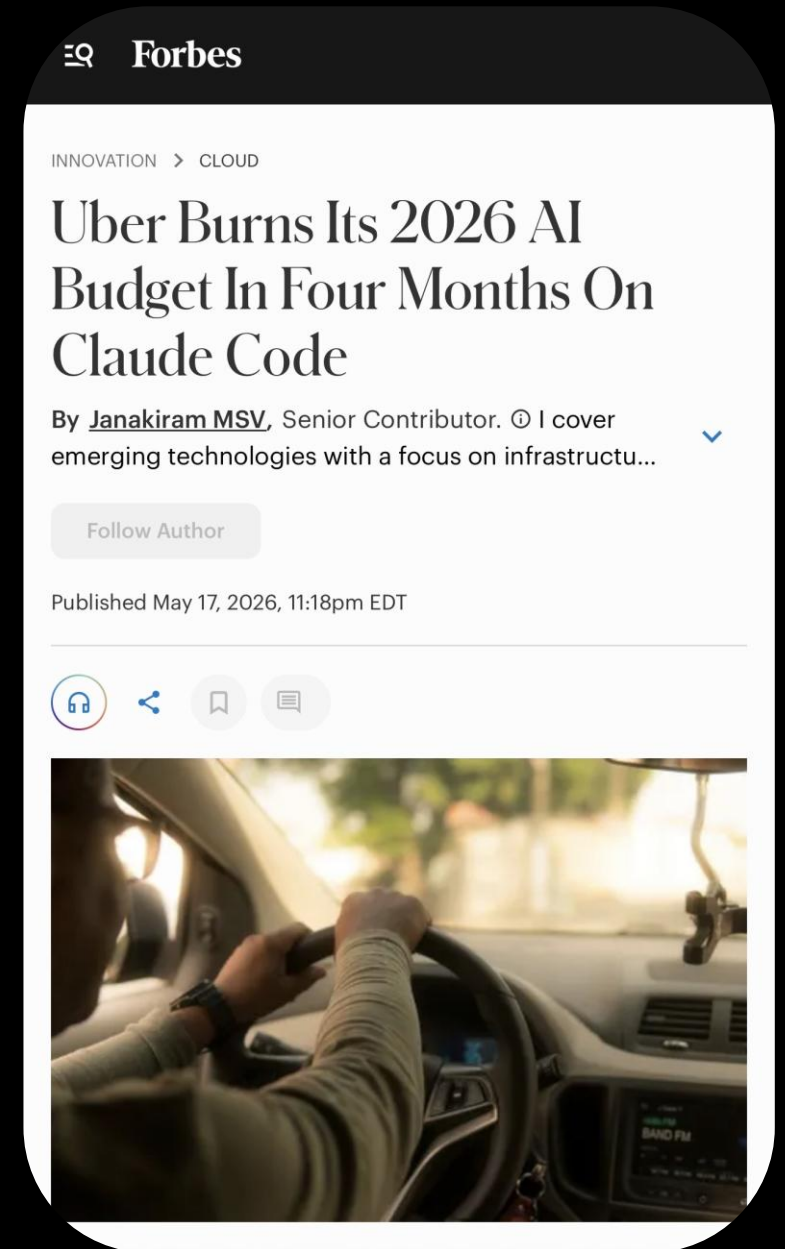 Forbes
INNOVATION > CLOUD
Uber Burns Its 2026 AI
Budget In Four Months On
Claude Code
By Janakiram MSV, Senior Contributor. ⓘ I cover
emerging technologies with a focus on infrastructu...
Follow Author
Published May 17, 2026, 11:18pm EDT
BAND FM